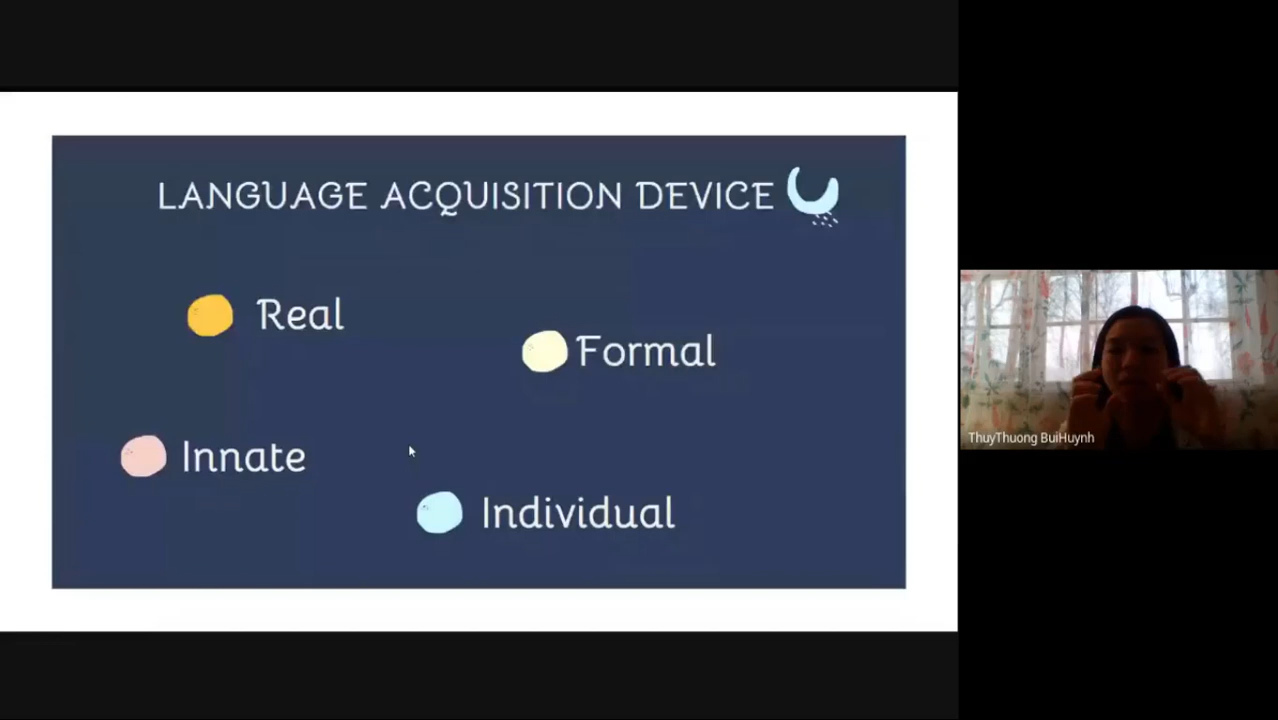 LANGUAGE ACQUISITION DEVICE
Real
Formal
Innate
Individual
ThuyThuong BuiHuynh